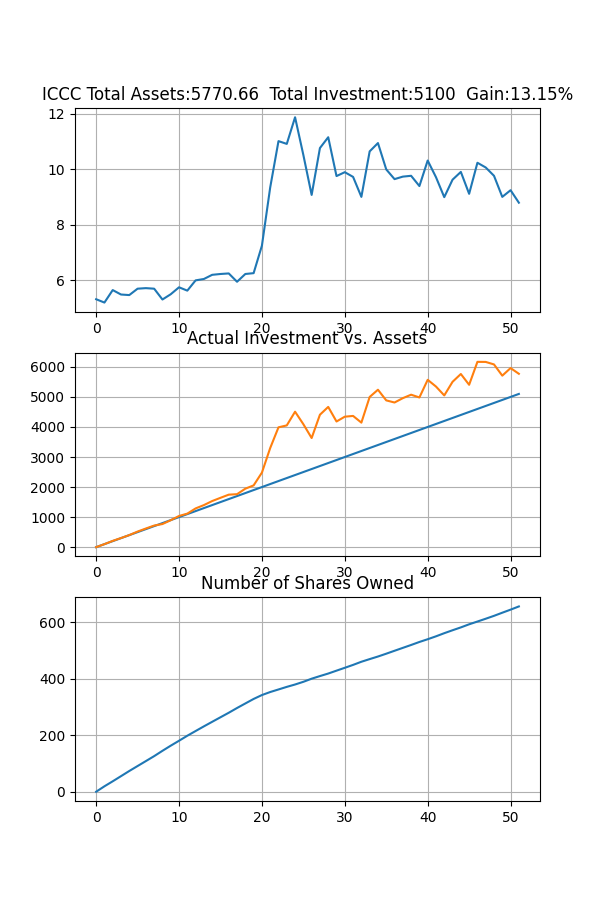 ICCC Total Assets:5770.66  Total Investment:5100  Gain:13.15%
12
10
8
6
0 10 20 30 40 50
Actual Investment vs. Assets
6000
5000
4000
3000
2000
1000
0
0 10 20 30 40 50
Number of Shares Owned
600
400
200
0
0 10 20 30 40 50